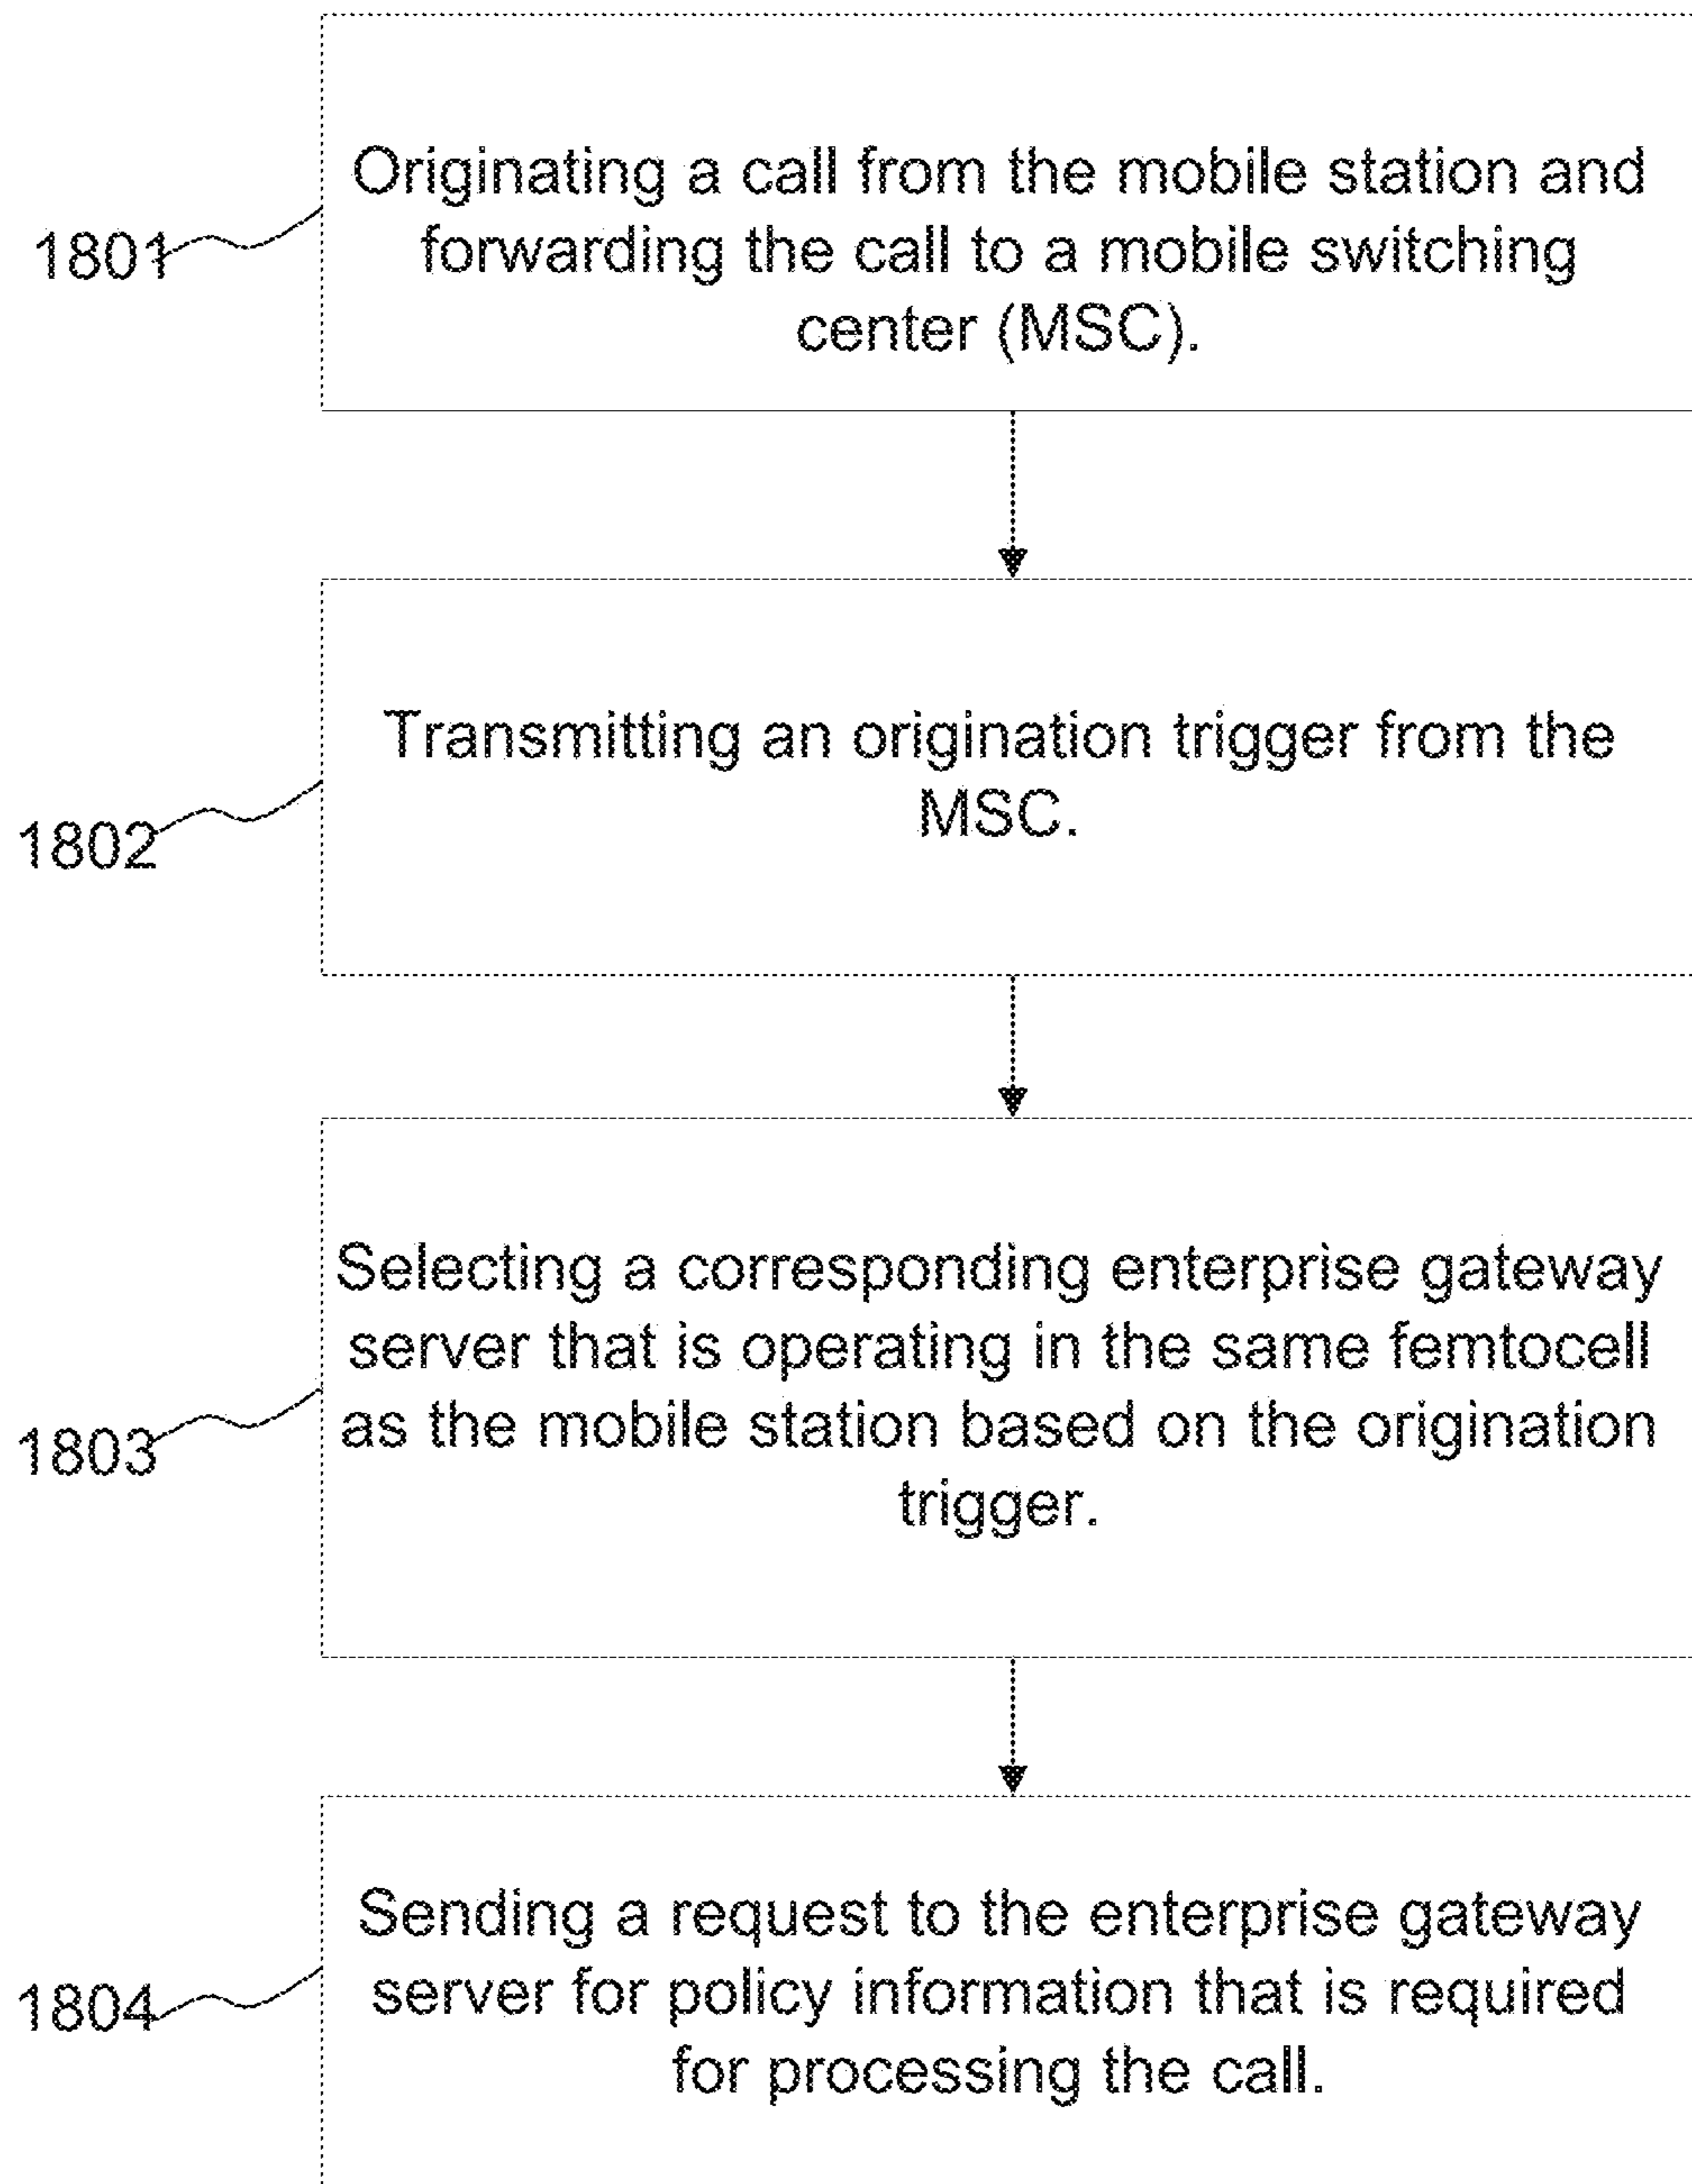 Originating a call from the mobile station and
forwarding the call to a mobile switching
center (MSC).
1801
Transmitting an origination trigger from the
MSC.
1802
Selecting a corresponding enterprise gateway
server that is operating in the same femtocell
as the mobile station based on the origination
trigger.
1803
Sending a request to the enterprise gateway
server for policy information that is required
for processing the call.
1804